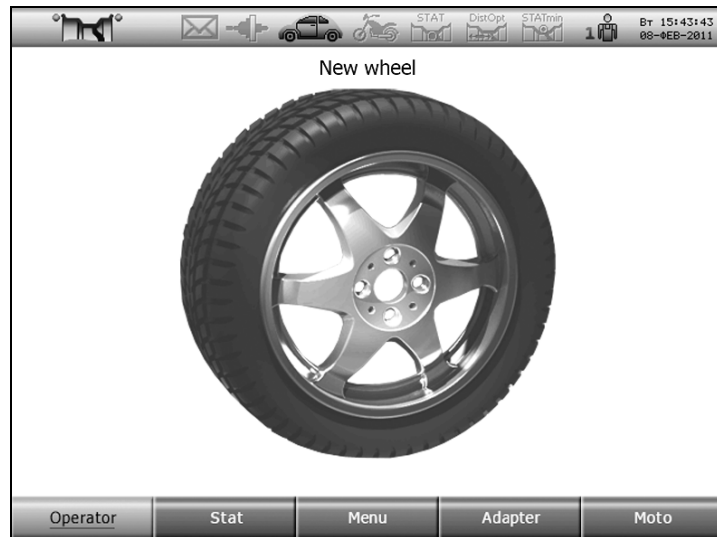 STAT
DistOpt
STATmin
1
Вт 15:43:43
08-ФЕВ-2011
New wheel
Operator
Stat
Menu
Adapter
Moto